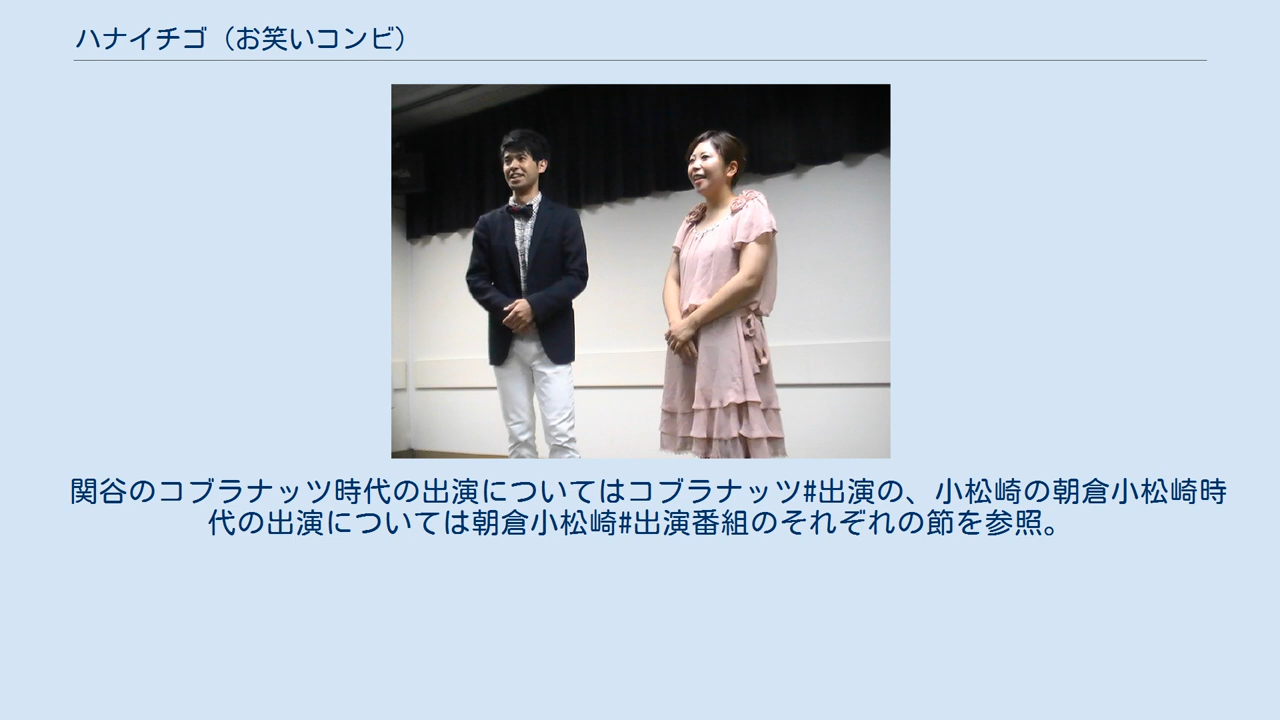 ハナイチゴ（お笑いコンビ）
関谷のコブラナッツ時代の出演についてはコブラナッツ#出演の、小松崎の朝倉小松崎時
代の出演については朝倉小松崎#出演番組のそれぞれの節を参照。